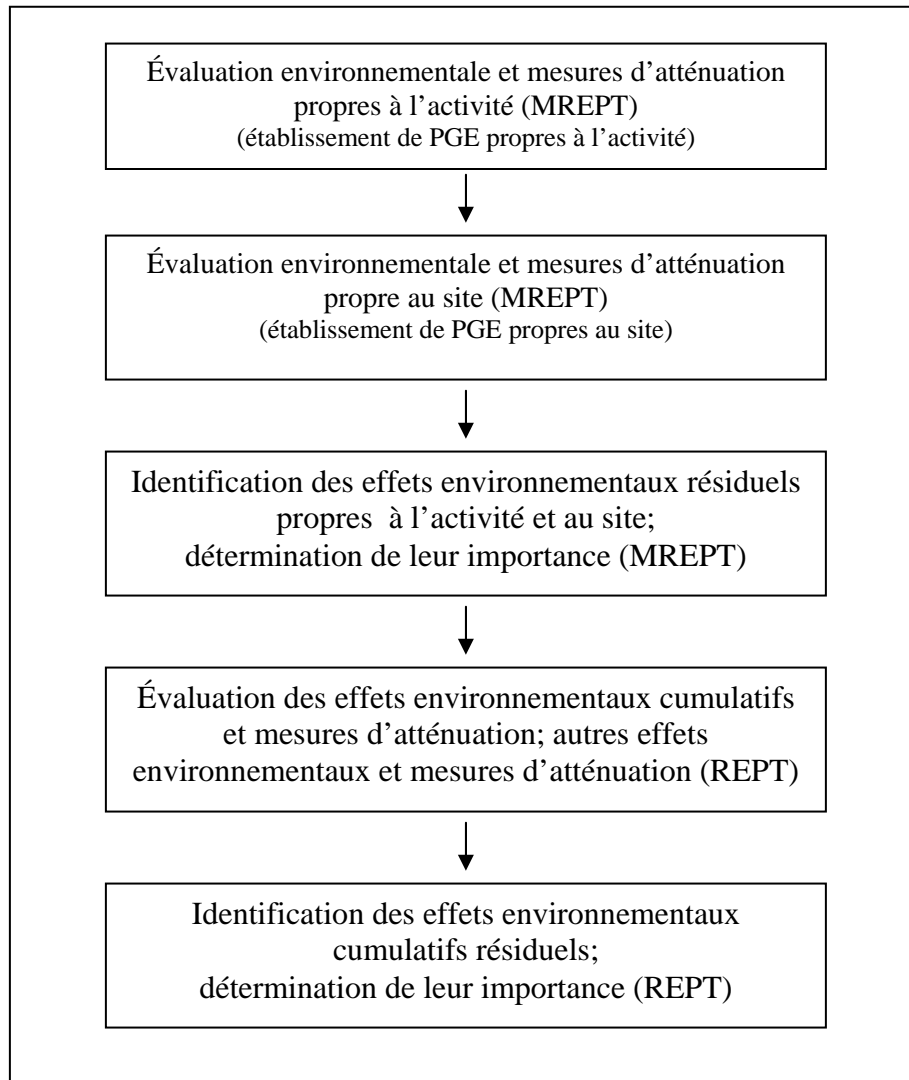 Évaluation environnementale et mesures d'atténuation
propres à l'activité (MREPT)
(établissement de PGE propres à l'activité)
Évaluation environnementale et mesures d'atténuation
propre au site (MREPT)
(établissement de PGE propres au site)
Identification des effets environnementaux résiduels
propres à l'activité et au site;
détermination de leur importance (MREPT)
Évaluation des effets environnementaux cumulatifs
et mesures d'atténuation; autres effets
environnementaux et mesures d'atténuation (REPT)
Identification des effets environnementaux
cumulatifs résiduels;
détermination de leur importance (REPT)